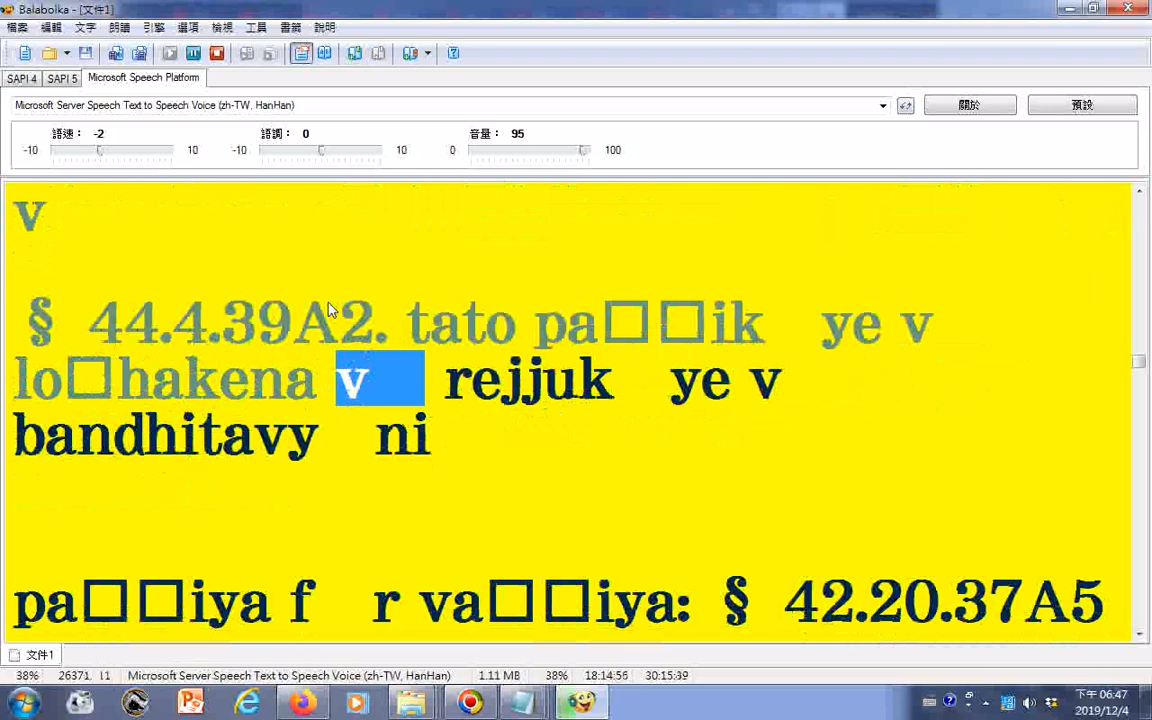 Balabolka - [文件1]
檔案 編輯 文字 朗讀 引擎 選項 檢視 工具 書籤 說明
SAPI 4 SAPI 5 Microsoft Speech Platform
Microsoft Server Speech Text to Speech Voice (zh-TW, HanHan) 關於 預設
語速： -2 語調： 0 音量： 95
-10 10 -10 10 0 100
v
§ 44.4.39A2. tato pa□□ik ye v
lo□hakena v rejjuk ye v
bandhitavy ni
pa□□iya f r va□□iya: § 42.20.37A5
文件1
38% 26371, 11 Microsoft Server Speech Text to Speech Voice (zh-TW, HanHan) 1.11 MB 38% 18:14:56 30:15:39
下午 06:47
2019/12/4